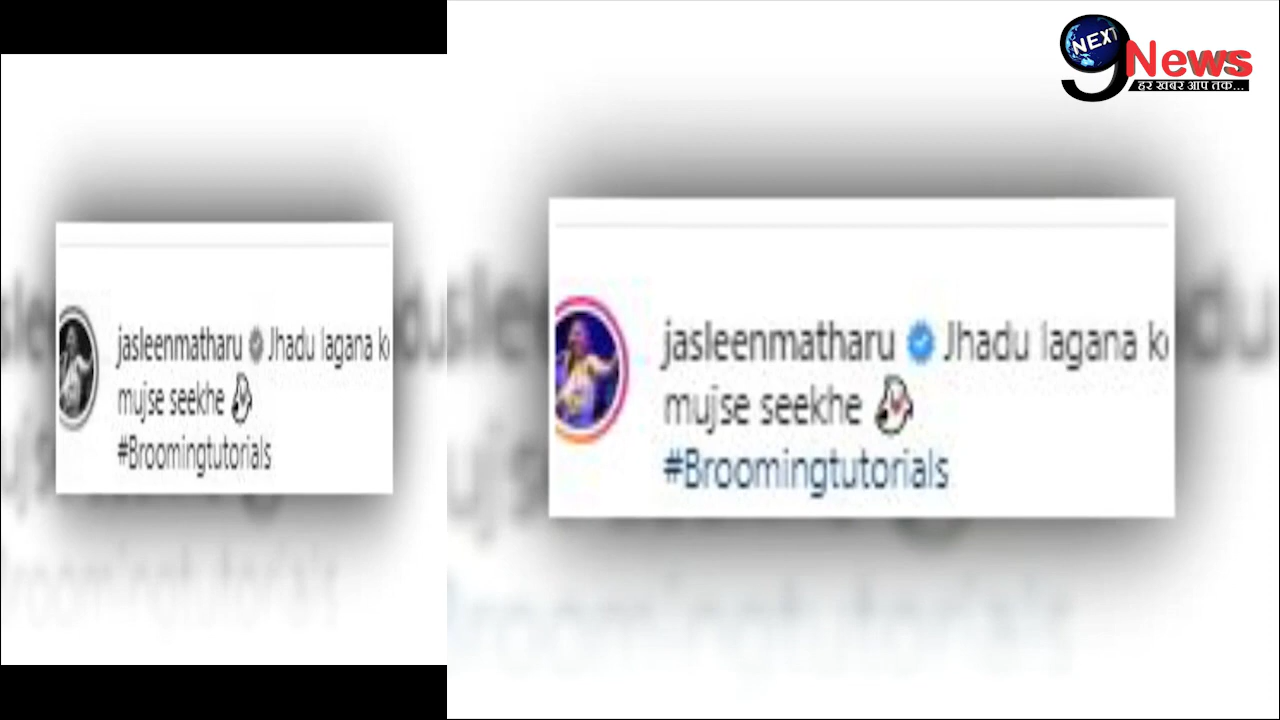 NEXT
9 News
हर खबर आप तक...
jasleenmatharu Jhadu lagana k
mujse seekhe
#Broomingtutorials
jasleenmatharu Jhadu lagana k
mujse seekhe
#Broomingtutorials